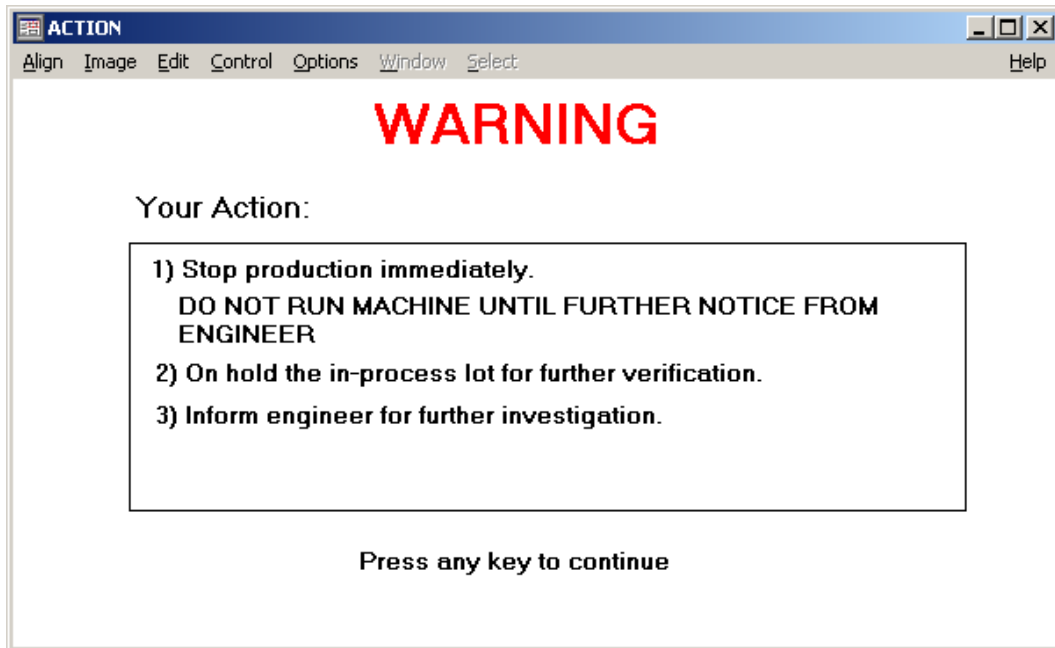 ACTION
Align Image Edit Control Options Window Select Help
WARNING
Your Action:
1) Stop production immediately.
DO NOT RUN MACHINE UNTIL FURTHER NOTICE FROM
ENGINEER
2) On hold the in-process lot for further verification.
3) Inform engineer for further investigation.
Press any key to continue